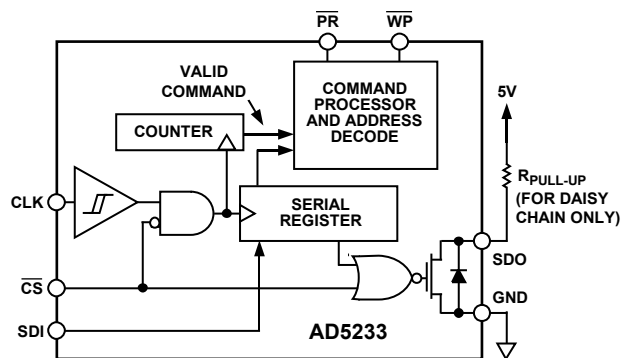 PR
WP
VALID
COMMAND
COMMAND
PROCESSOR
AND ADDRESS
DECODE
5V
COUNTER
RPULL-UP
(FOR DAISY
CHAIN ONLY)
CLK
SERIAL
REGISTER
SDO
CS
GND
SDI
AD5233